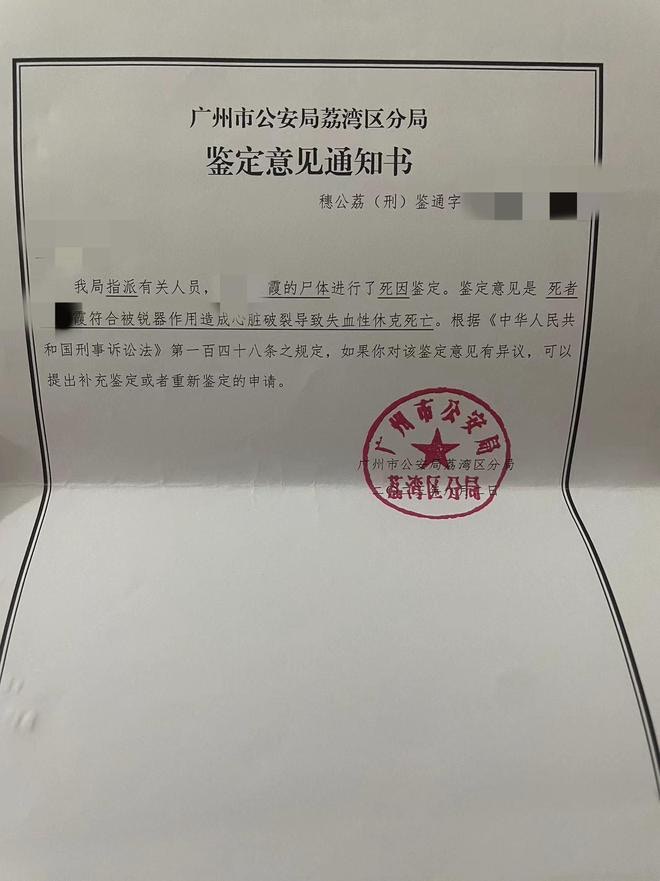 广州市公安局荔湾区分局
鉴定意见通知书
穗公荔（刑）鉴通字
我局指派有关人员，霞的尸体进行了死因鉴定。鉴定意见是 死者
霞符合被锐器作用造成心脏破裂导致失血性休克死亡。根据《中华人民共
和国刑事诉讼法》第一百四十八条之规定，如果你对该鉴定意见有异议，可以
提出补充鉴定或者重新鉴定的申请。
广州市公安局
广州市公安局荔湾区分局
荔湾区分局